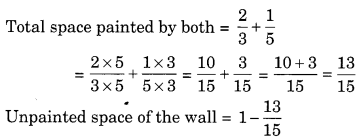 Total space painted by both = 2/3 + 1/5
= 2 × 5/3 × 5 + 1 × 3/5 × 3 = 10/15 + 3/15 = 10 + 3/15 = 13/15
Unpainted space of the wall = 1 − 13/15